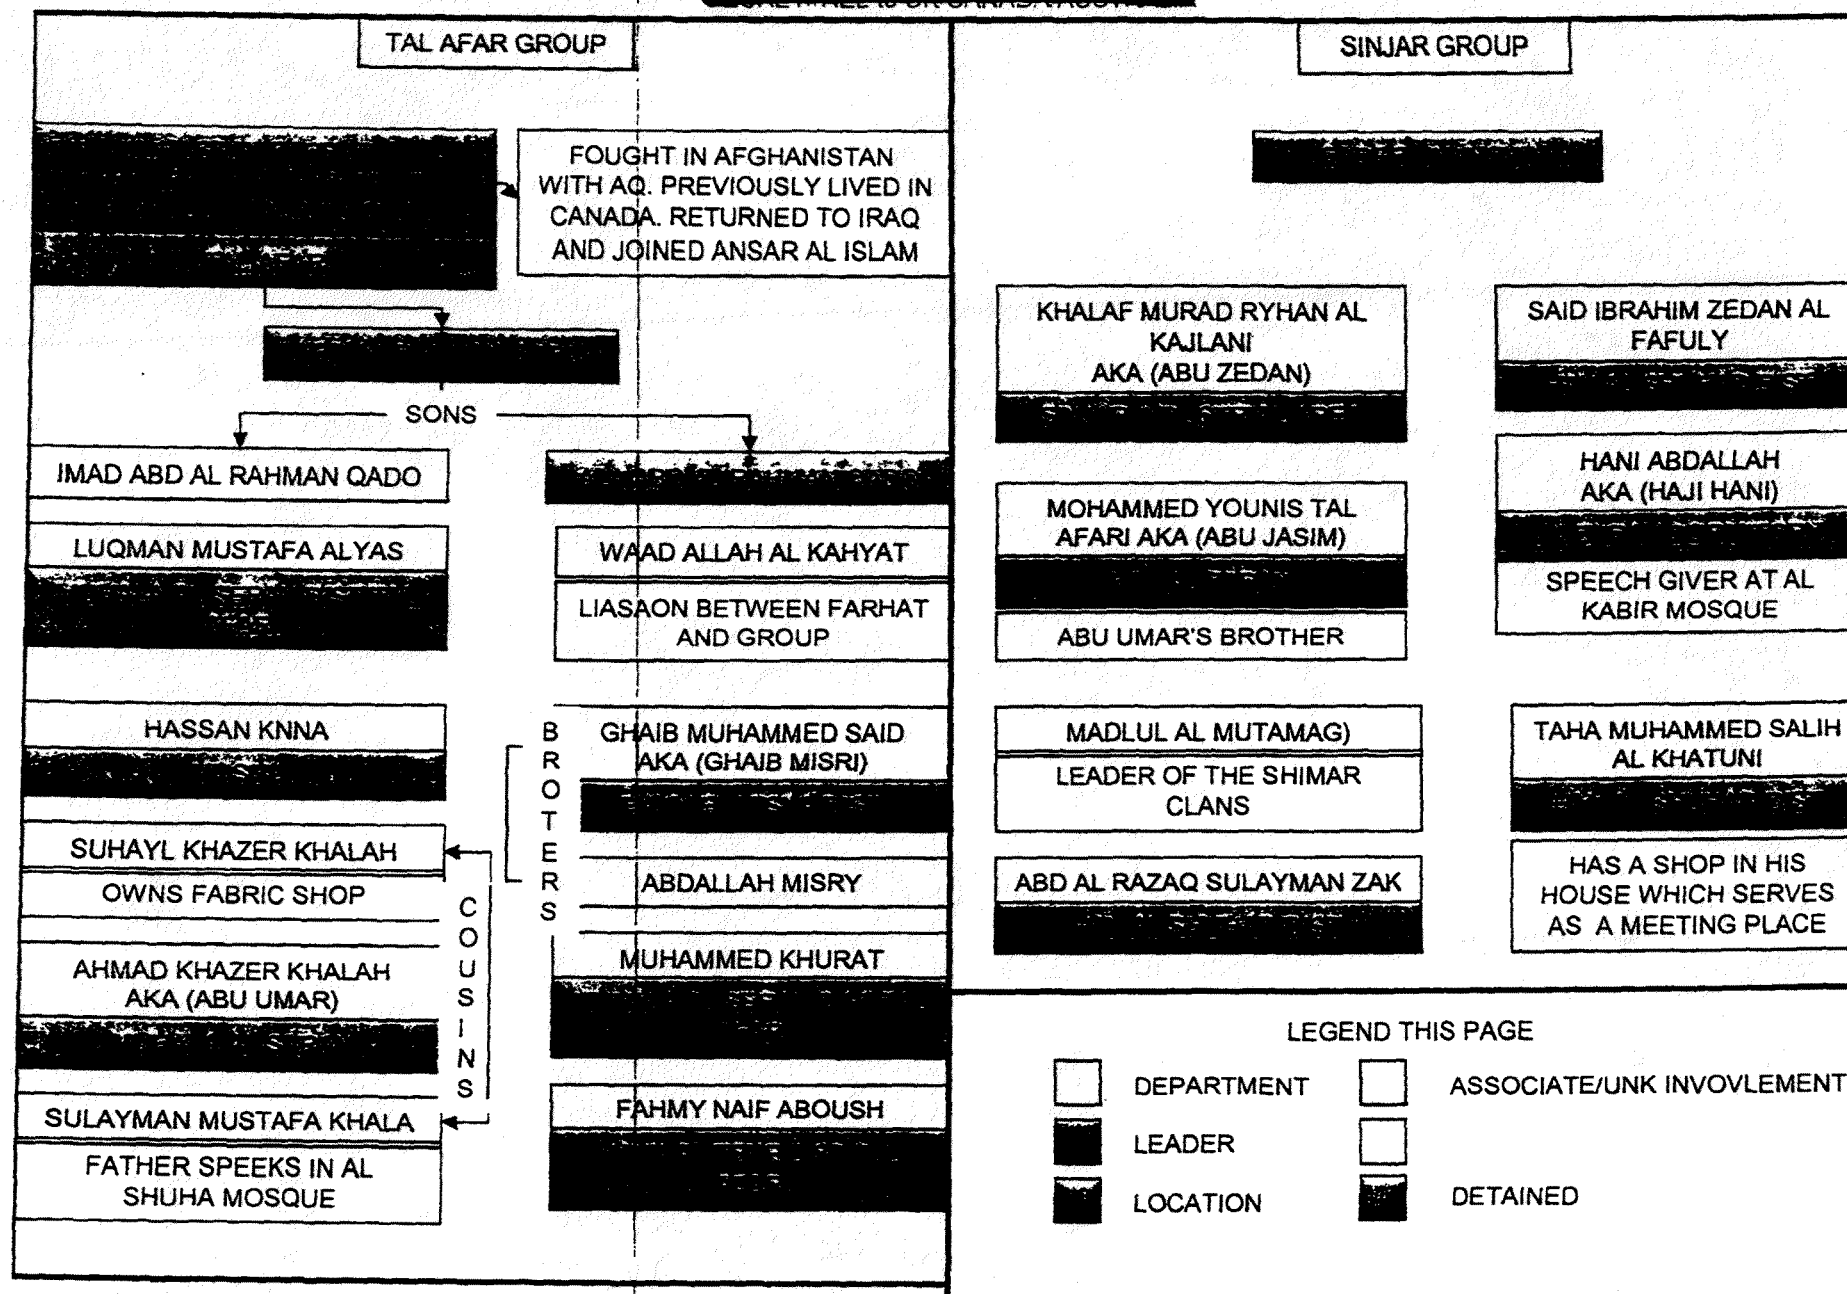 TAL AFAR GROUP
FOUGHT IN AFGHANISTAN
WITH AQ. PREVIOUSLY LIVED IN
CANADA. RETURNED TO IRAQ
AND JOINED ANSAR AL ISLAM
SONS
IMAD ABD AL RAHMAN QADO
LUQMAN MUSTAFA ALYAS
WAAD ALLAH AL KAHYAT
LIASAON BETWEEN FARHAT
AND GROUP
HASSAN KNNA
BROTERS
GHAIB MUHAMMED SAID
AKA (GHAIB MISRI)
SUHAYL KHAZER KHALAH
OWNS FABRIC SHOP
ABDALLAH MISRY
COUSINS
AHMAD KHAZER KHALAH
AKA (ABU UMAR)
MUHAMMED KHURAT
SULAYMAN MUSTAFA KHALA
FATHER SPEEKS IN AL
SHUHA MOSQUE
FAHMY NAIF ABOUSH
SINJAR GROUP
KHALAF MURAD RYHAN AL
KAJLANI
AKA (ABU ZEDAN)
SAID IBRAHIM ZEDAN AL
FAFULY
MOHAMMED YOUNIS TAL
AFARI AKA (ABU JASIM)
ABU UMAR'S BROTHER
HANI ABDALLAH
AKA (HAJI HANI)
SPEECH GIVER AT AL
KABIR MOSQUE
MADLUL AL MUTAMAG)
LEADER OF THE SHIMAR
CLANS
TAHA MUHAMMED SALIH
AL KHATUNI
ABD AL RAZAQ SULAYMAN ZAK
HAS A SHOP IN HIS
HOUSE WHICH SERVES
AS A MEETING PLACE
LEGEND THIS PAGE
DEPARTMENT
ASSOCIATE/UNK INVOVLEMENT
LEADER
LOCATION
DETAINED